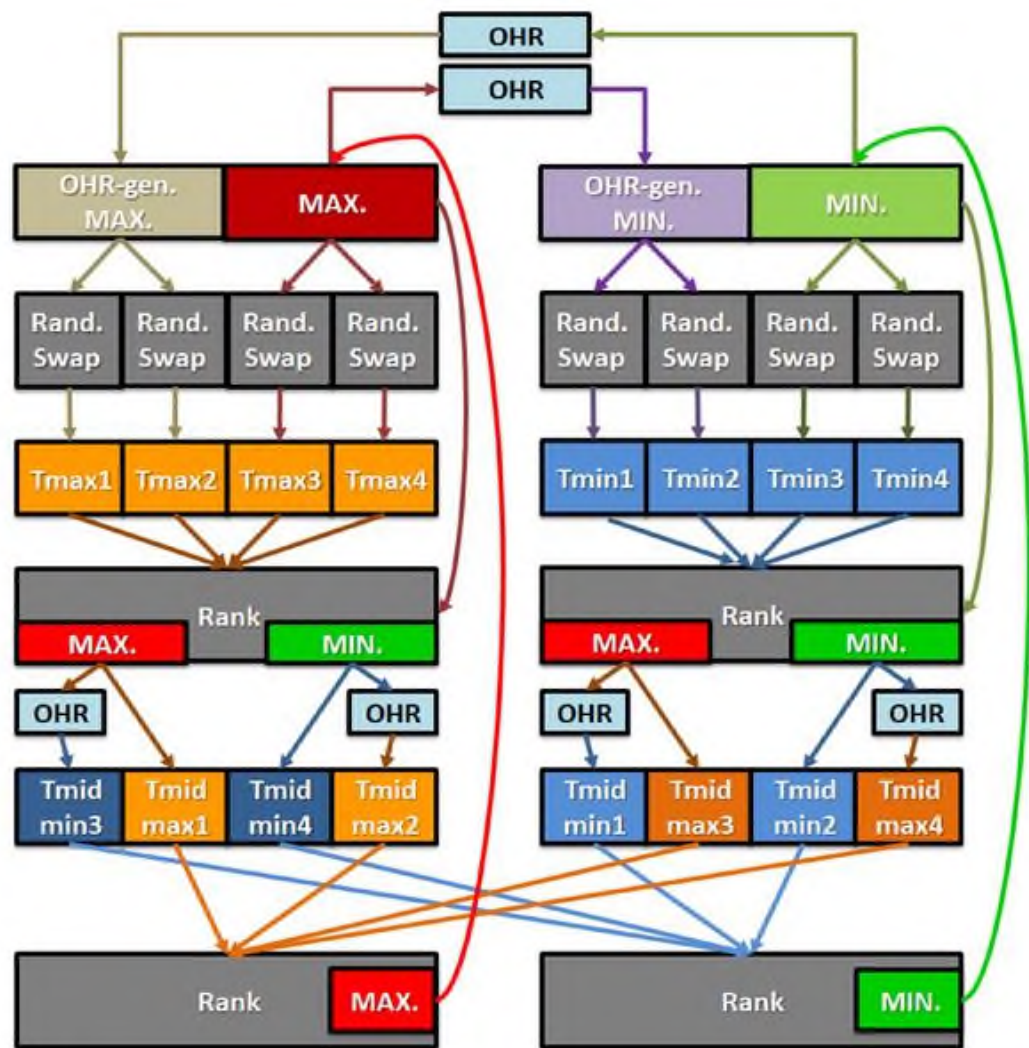 OHR
OHR
OHR-gen.
MAX.
MAX.
OHR-gen.
MIN.
MIN.
Rand.
Swap
Rand.
Swap
Rand.
Swap
Rand.
Swap
Rand.
Swap
Rand.
Swap
Rand.
Swap
Rand.
Swap
Tmax1
Tmax2
Tmax3
Tmax4
Tmin1
Tmin2
Tmin3
Tmin4
Rank
MAX.
MIN.
Rank
MAX.
MIN.
OHR
OHR
OHR
OHR
Tmid
min3
Tmid
max1
Tmid
min4
Tmid
max2
Tmid
min1
Tmid
max3
Tmid
min2
Tmid
max4
Rank
MAX.
Rank
MIN.